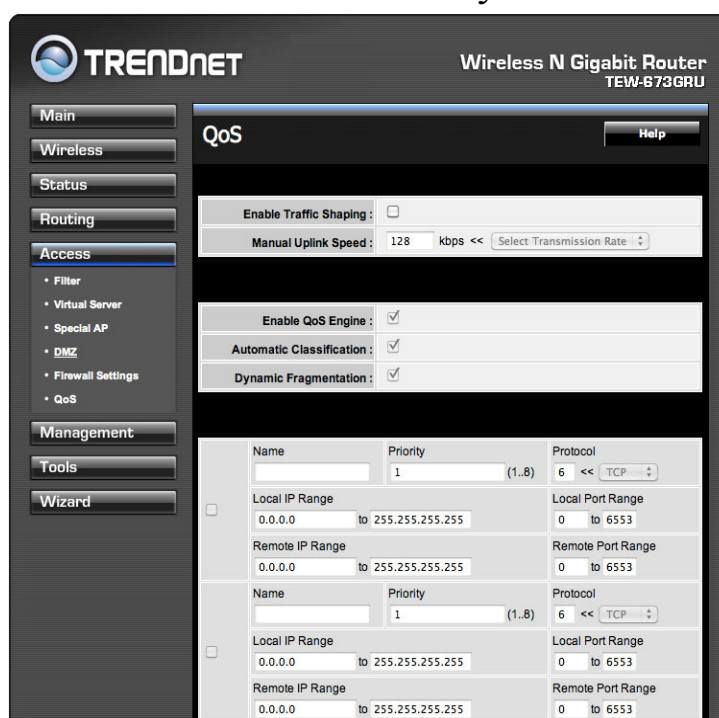 TRENDNET
Wireless N Gigabit Router
TEW-673GRU
Main
Wireless
Status
Routing
Access
• Filter
• Virtual Server
• Special AP
• DMZ
• Firewall Settings
• QoS
Management
Tools
Wizard
QoS
Help
Enable Traffic Shaping :
Manual Uplink Speed : 128 kbps << Select Transmission Rate
Enable QoS Engine :
Automatic Classification :
Dynamic Fragmentation :
Name Priority Protocol
1 (1..8) 6 << TCP
Local IP Range Local Port Range
0.0.0.0 to 255.255.255.255 0 to 6553
Remote IP Range Remote Port Range
0.0.0.0 to 255.255.255.255 0 to 6553
Name Priority Protocol
1 (1..8) 6 << TCP
Local IP Range Local Port Range
0.0.0.0 to 255.255.255.255 0 to 6553
Remote IP Range Remote Port Range
0.0.0.0 to 255.255.255.255 0 to 6553